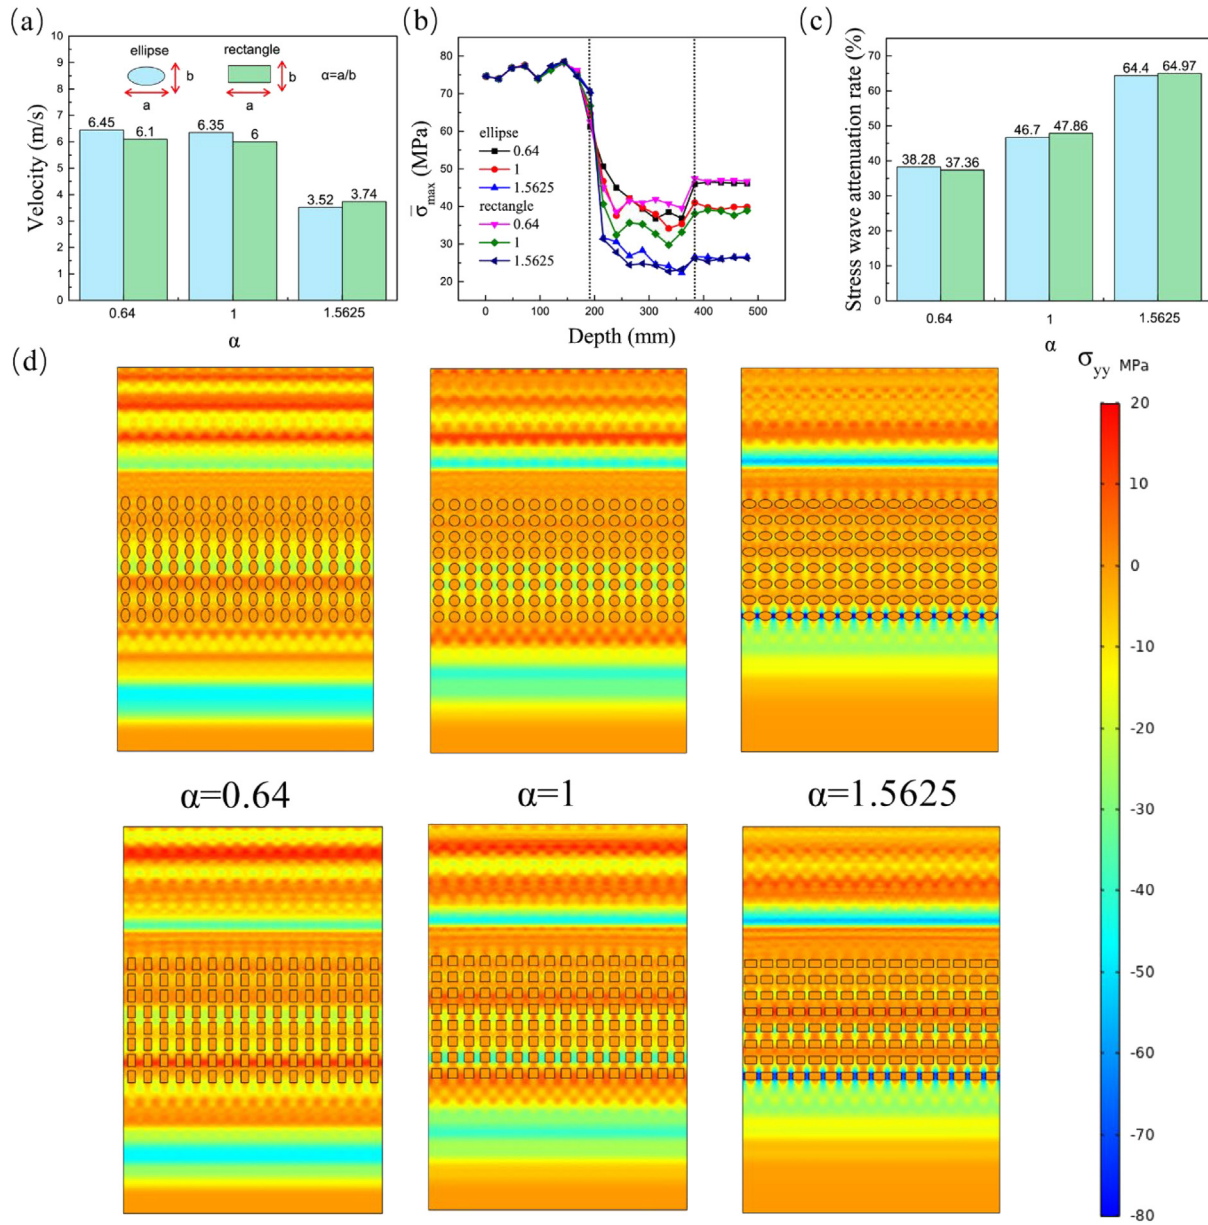 (a)
Velocity (m/s)
10
9
8
7
6
5
4
3
2
1
0
ellipse
rectangle
b
b
α=a/b
a
a
6.45
6.1
6.35
6
3.52
3.74
0.64
1
1.5625
α
(b)
σ̅max (MPa)
80
70
60
50
40
30
20
ellipse
0.64
1
1.5625
rectangle
0.64
1
1.5625
0
100
200
300
400
500
Depth (mm)
(c)
Stress wave attenuation rate (%)
70
60
50
40
30
20
10
0
38.28
37.36
46.7
47.86
64.4
64.97
0.64
1
1.5625
α
(d)
σyy MPa
20
10
0
-10
-20
-30
-40
-50
-60
-70
-80
α=0.64
α=1
α=1.5625